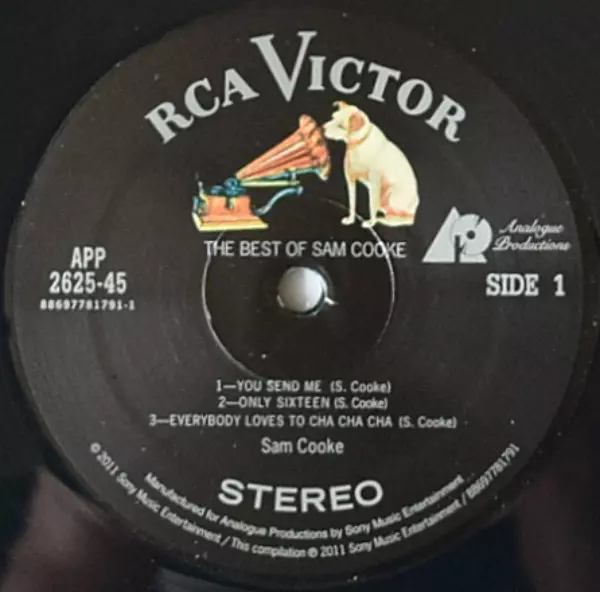 RCA VICTOR
THE BEST OF SAM COOKE
APP
2625-45
88697781791-1
AP
Analogue
Productions
SIDE 1
1—YOU SEND ME (S. Cooke)
2—ONLY SIXTEEN (S. Cooke)
3—EVERYBODY LOVES TO CHA CHA CHA (S. Cooke)
Sam Cooke
STEREO
Manufactured for Analogue Productions by Sony Music Entertainment
℗ 2011 Sony Music Entertainment / This compilation ℗ 2011 Sony Music Entertainment / 88697781791